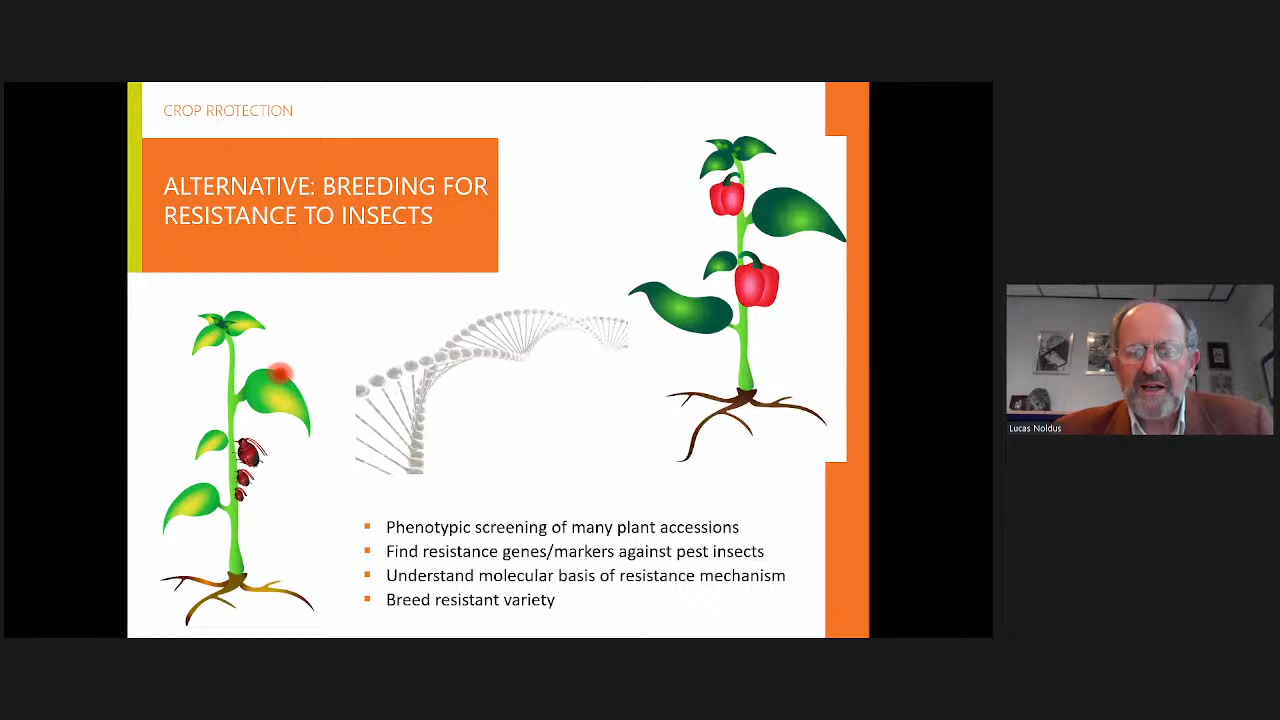 CROP RROTECTION
ALTERNATIVE: BREEDING FOR
RESISTANCE TO INSECTS
Phenotypic screening of many plant accessions
Find resistance genes/markers against pest insects
Understand molecular basis of resistance mechanism
Breed resistant variety
Lucas Noldus